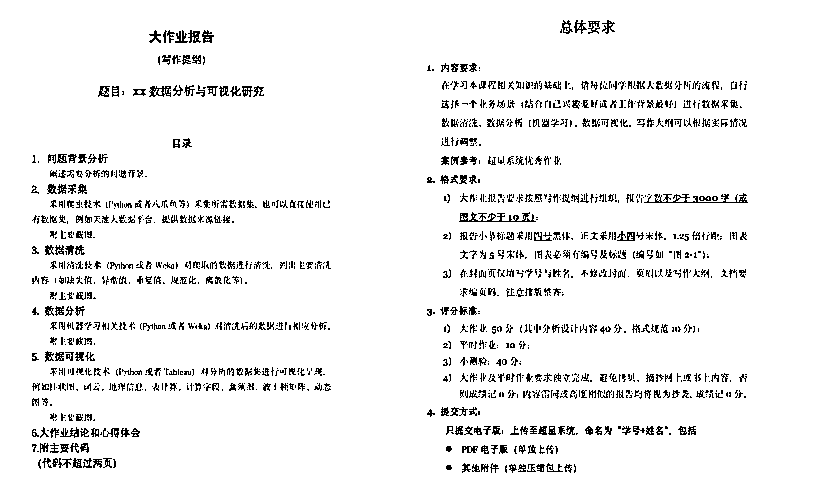 大作业报告
(写作提纲)
题目：xx 数据分析与可视化研究
目录
1. 问题背景分析
阐述要分析的问题背景。
2. 数据采集
采用爬虫技术（Python 或者八爪鱼等）采集所需数据集。也可以直接使用已
有数据集，例如天池大数据平台，提供数据来源链接。
附主要截图。
3. 数据清洗
采用清洗技术（Python 或者 Weka）对爬取的数据进行清洗，列出主要清洗
内容（如缺失值、异常值、重复值、规范化、离散化等）。
附主要截图。
4. 数据分析
采用机器学习相关技术（Python 或者 Weka）对清洗后的数据进行相应分析。
附主要截图。
5. 数据可视化
采用可视化技术（Python 或者 Tableau）对分析的数据集进行可视化呈现，
例如柱状图、词云、地理信息、表计算、计算字段、盒须图、波士顿矩阵、动态
图等。
附主要截图。
6.大作业结论和心得体会
7.附主要代码
（代码不超过两页）
总体要求
1. 内容要求：
在学习本课程相关知识的基础上，请每位同学根据大数据分析的流程，自行
选择一个业务场景（结合自己兴趣爱好或者工作背景最好）进行数据采集、
数据清洗、数据分析（机器学习）、数据可视化。写作大纲可以根据实际情况
进行调整。
案例参考：超星系统优秀作业
2. 格式要求：
1) 大作业报告要求按照写作提纲进行组织，报告字数不少于 3000 字（或
图文不少于 10 页）；
2) 报告小节标题采用四号黑体、正文采用小四号宋体，1.25 倍行距；图表
文字为 5 号宋体，图表必须有编号及标题（编号如“图 2-1”）；
3) 在封面页仅填写学号与姓名。不修改封面、页眉以及写作大纲，文档要
求编页码，注意排版整齐；
3. 评分标准：
1) 大作业 50 分（其中分析设计内容 40 分，格式规范 10 分）；
2) 平时作业：10 分；
3) 小测验：40 分；
4) 大作业及平时作业要求独立完成。避免拷贝、摘抄网上或书上内容，否
则成绩记 0 分；内容雷同或高度相似的报告均将视为抄袭，成绩记 0 分。
4. 提交方式：
只提交电子版：上传至超星系统，命名为“学号+姓名”，包括
● PDF 电子版（单独上传）
● 其他附件（单独压缩包上传）